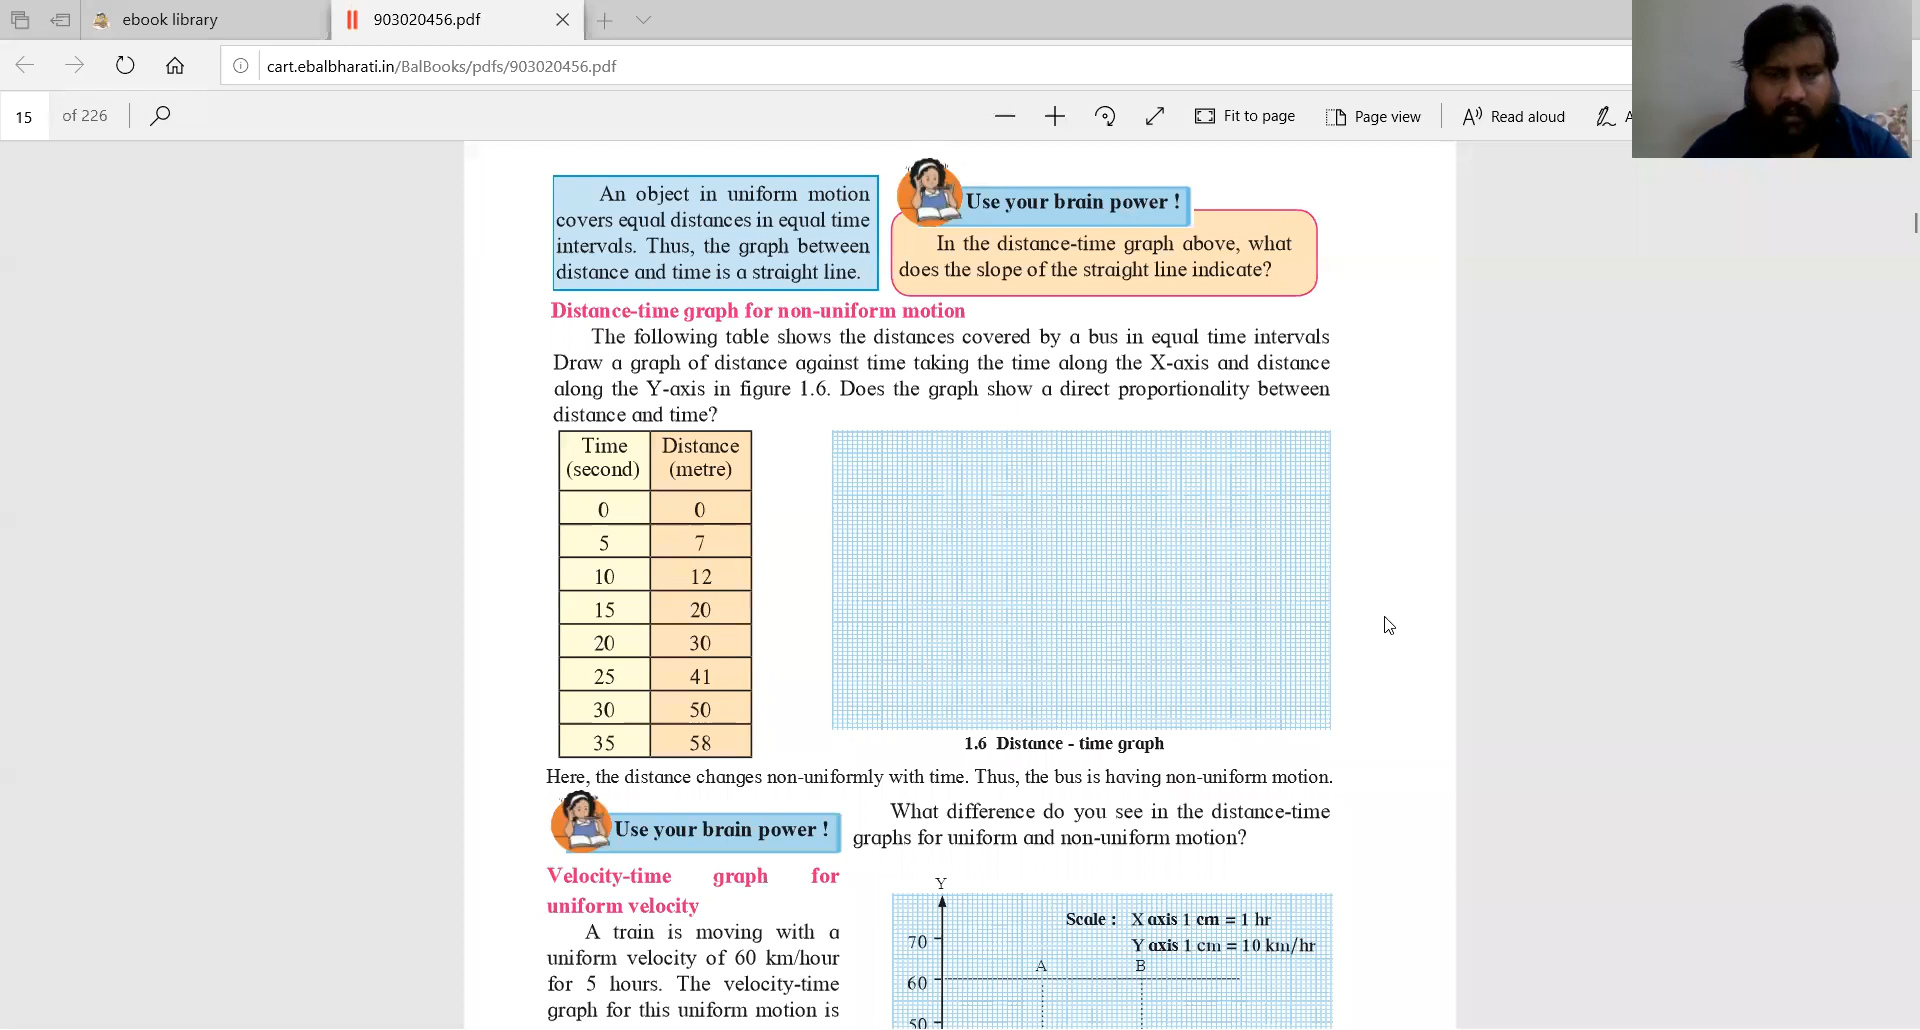 ebook library
903020456.pdf
cart.ebalbharati.in/BalBooks/pdfs/903020456.pdf
15 of 226
Fit to page
Page view
Read aloud
An object in uniform motion
covers equal distances in equal time
intervals. Thus, the graph between
distance and time is a straight line.
Use your brain power !
In the distance-time graph above, what
does the slope of the straight line indicate?
Distance-time graph for non-uniform motion
The following table shows the distances covered by a bus in equal time intervals
Draw a graph of distance against time taking the time along the X-axis and distance
along the Y-axis in figure 1.6. Does the graph show a direct proportionality between
distance and time?
Time Distance
(second) (metre)
0 0
5 7
10 12
15 20
20 30
25 41
30 50
35 58
1.6 Distance - time graph
Here, the distance changes non-uniformly with time. Thus, the bus is having non-uniform motion.
Use your brain power !
What difference do you see in the distance-time
graphs for uniform and non-uniform motion?
Velocity-time graph for
uniform velocity
A train is moving with a
uniform velocity of 60 km/hour
for 5 hours. The velocity-time
graph for this uniform motion is
Y
Scale : X axis 1 cm = 1 hr
Y axis 1 cm = 10 km/hr
70
A B
60
50